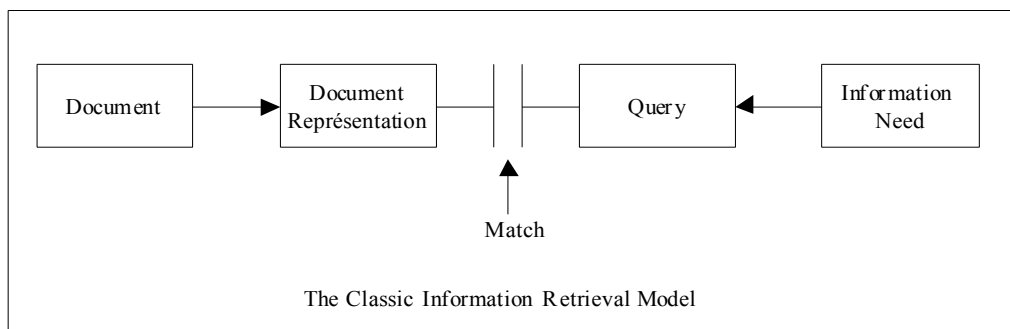 Document
Document
Représentation
Query
Information
Need
Match
The Classic Information Retrieval Model